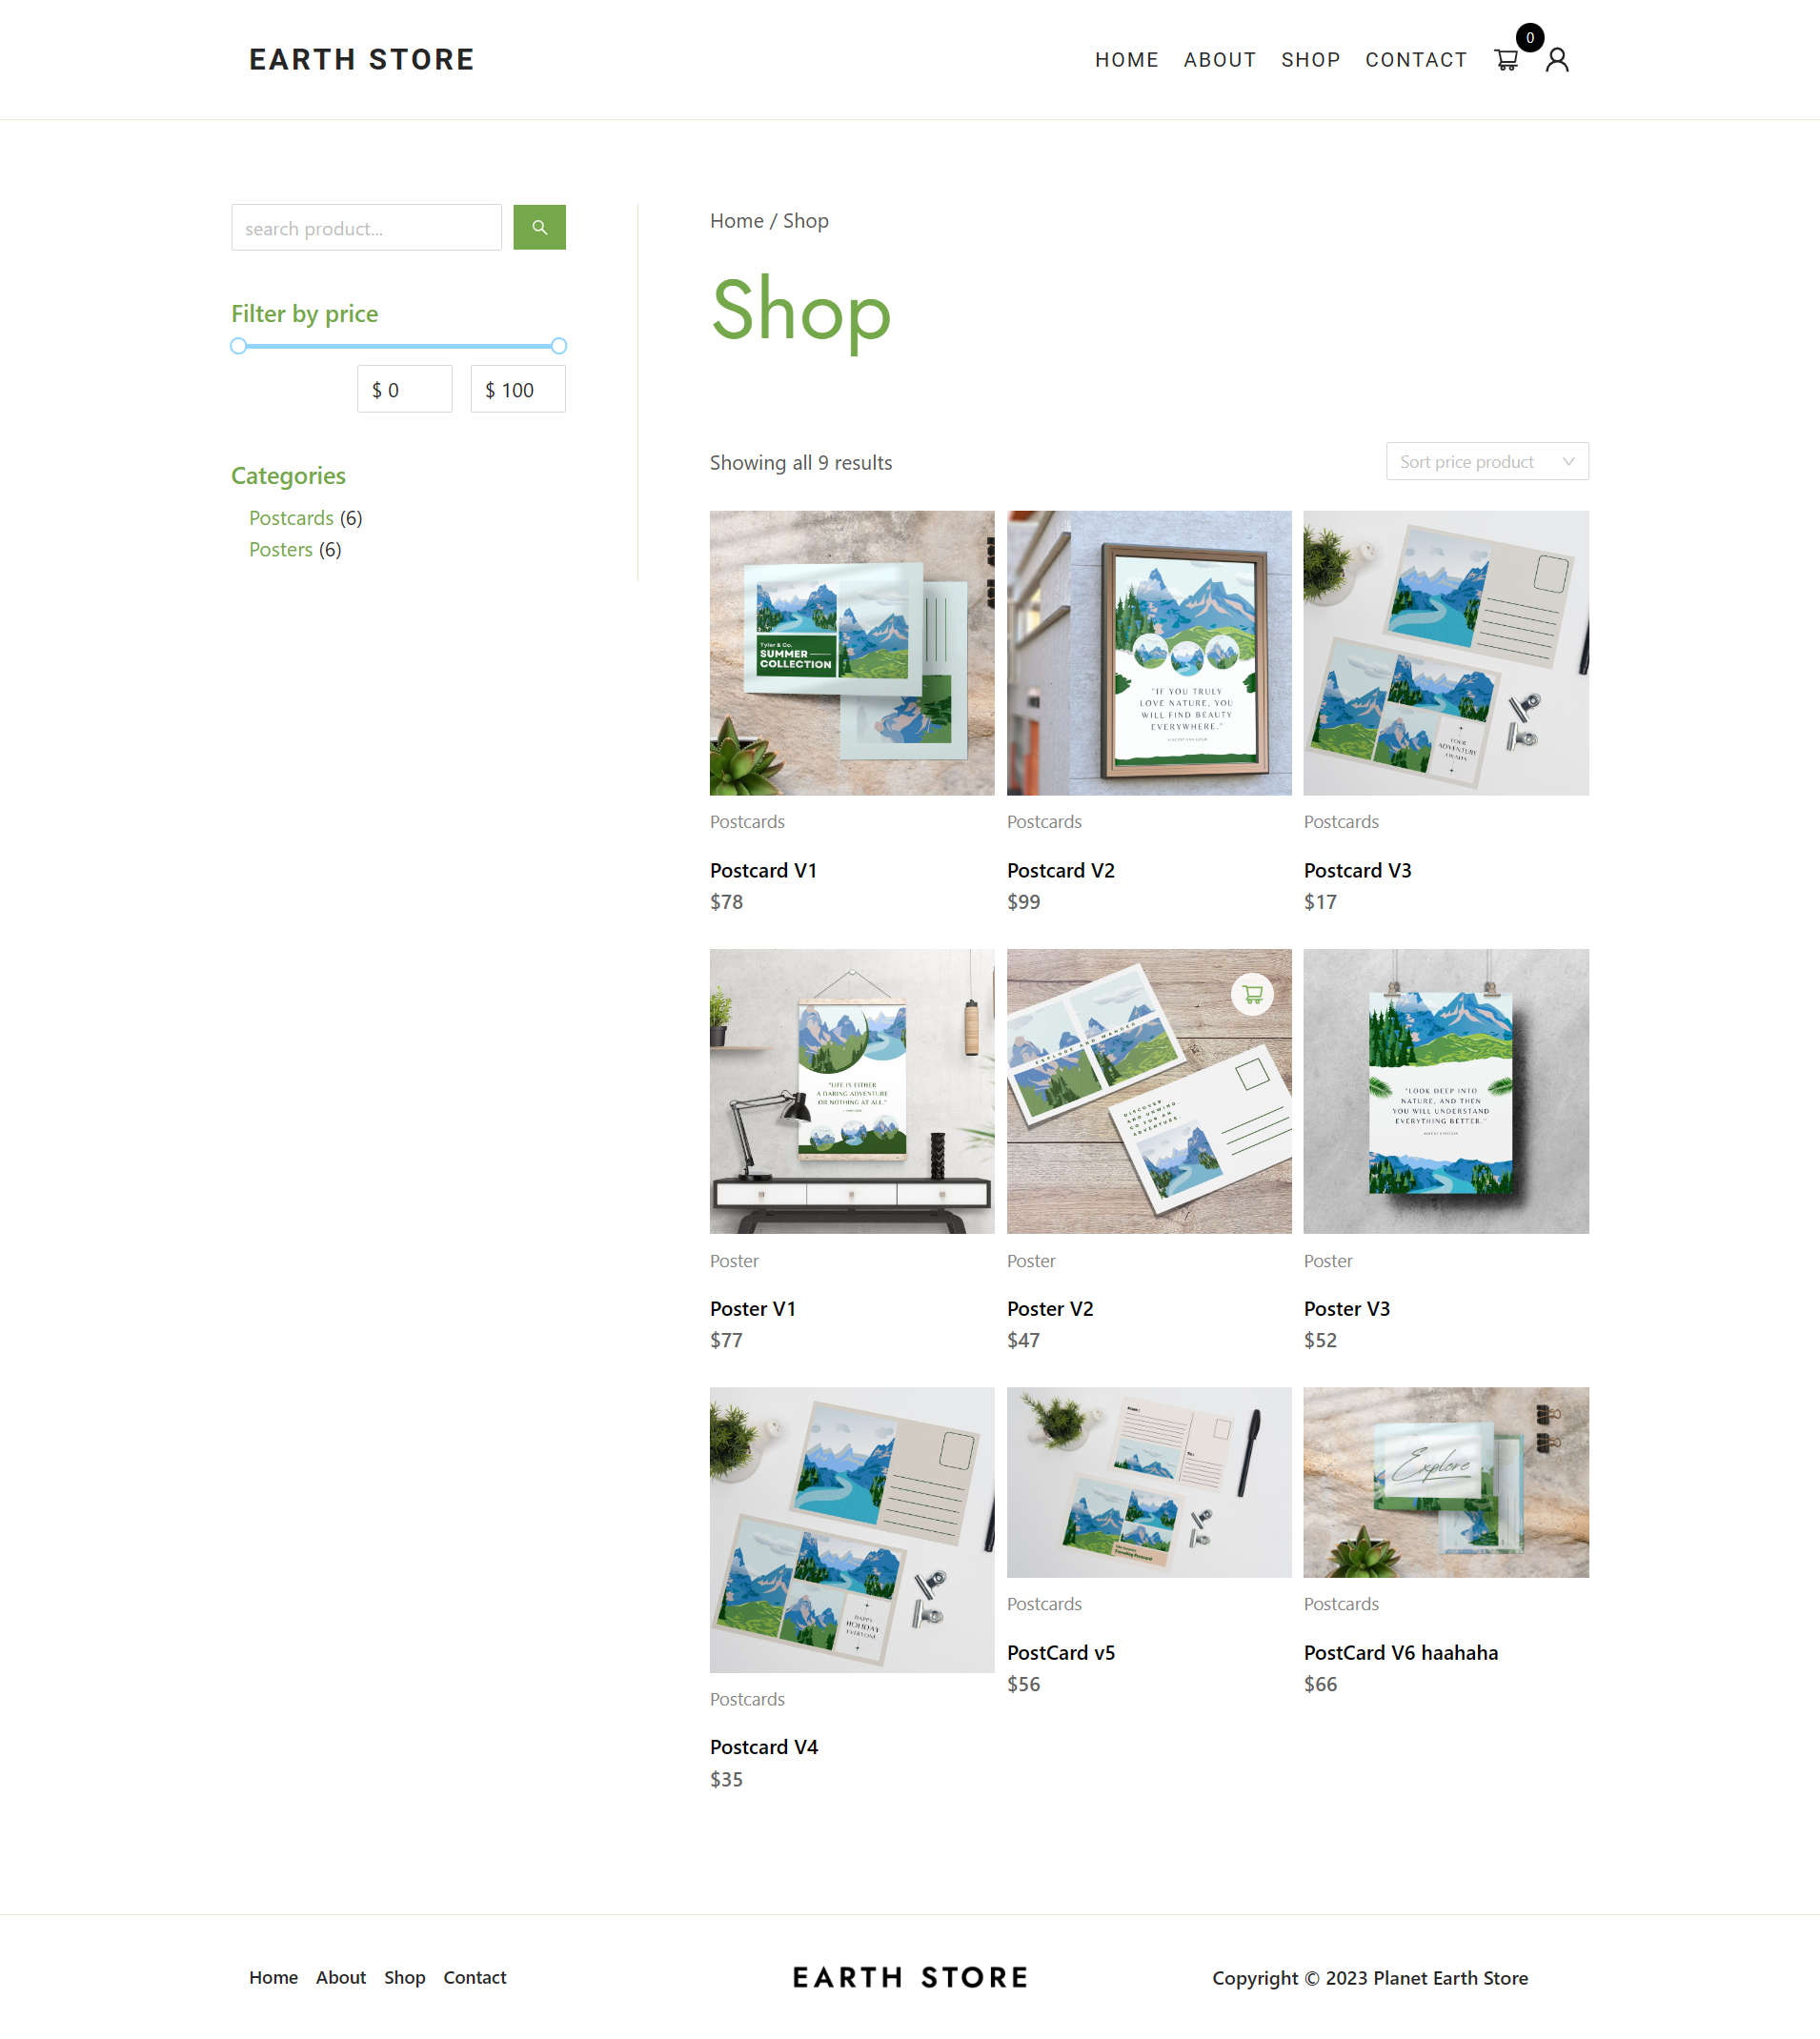 EARTH STORE
HOME ABOUT SHOP CONTACT 0
search product...
Filter by price
$ 0 $ 100
Categories
Postcards (6)
Posters (6)
Home / Shop
Shop
Showing all 9 results
Sort price product
Tyler & Co.
SUMMER
COLLECTION
"IF YOU TRULY
LOVE NATURE, YOU
WILL FIND BEAUTY
EVERYWHERE."
YOUR
ADVENTURE
AWAITS
Postcards
Postcard V1
$78
Postcards
Postcard V2
$99
Postcards
Postcard V3
$17
"LIFE IS EITHER
A DARING ADVENTURE
OR NOTHING AT ALL."
EXPLORE AND WANDER
DISCOVER
AND UNWIND.
GO FOR AN
ADVENTURE.
"LOOK DEEP INTO
NATURE, AND THEN
YOU WILL UNDERSTAND
EVERYTHING BETTER."
Poster
Poster V1
$77
Poster
Poster V2
$47
Poster
Poster V3
$52
HAPPY
HOLIDAY
EVERYONE
Explore
Postcards
Postcard V4
$35
Postcards
PostCard v5
$56
Postcards
PostCard V6 haahaha
$66
Home About Shop Contact
EARTH STORE
Copyright © 2023 Planet Earth Store